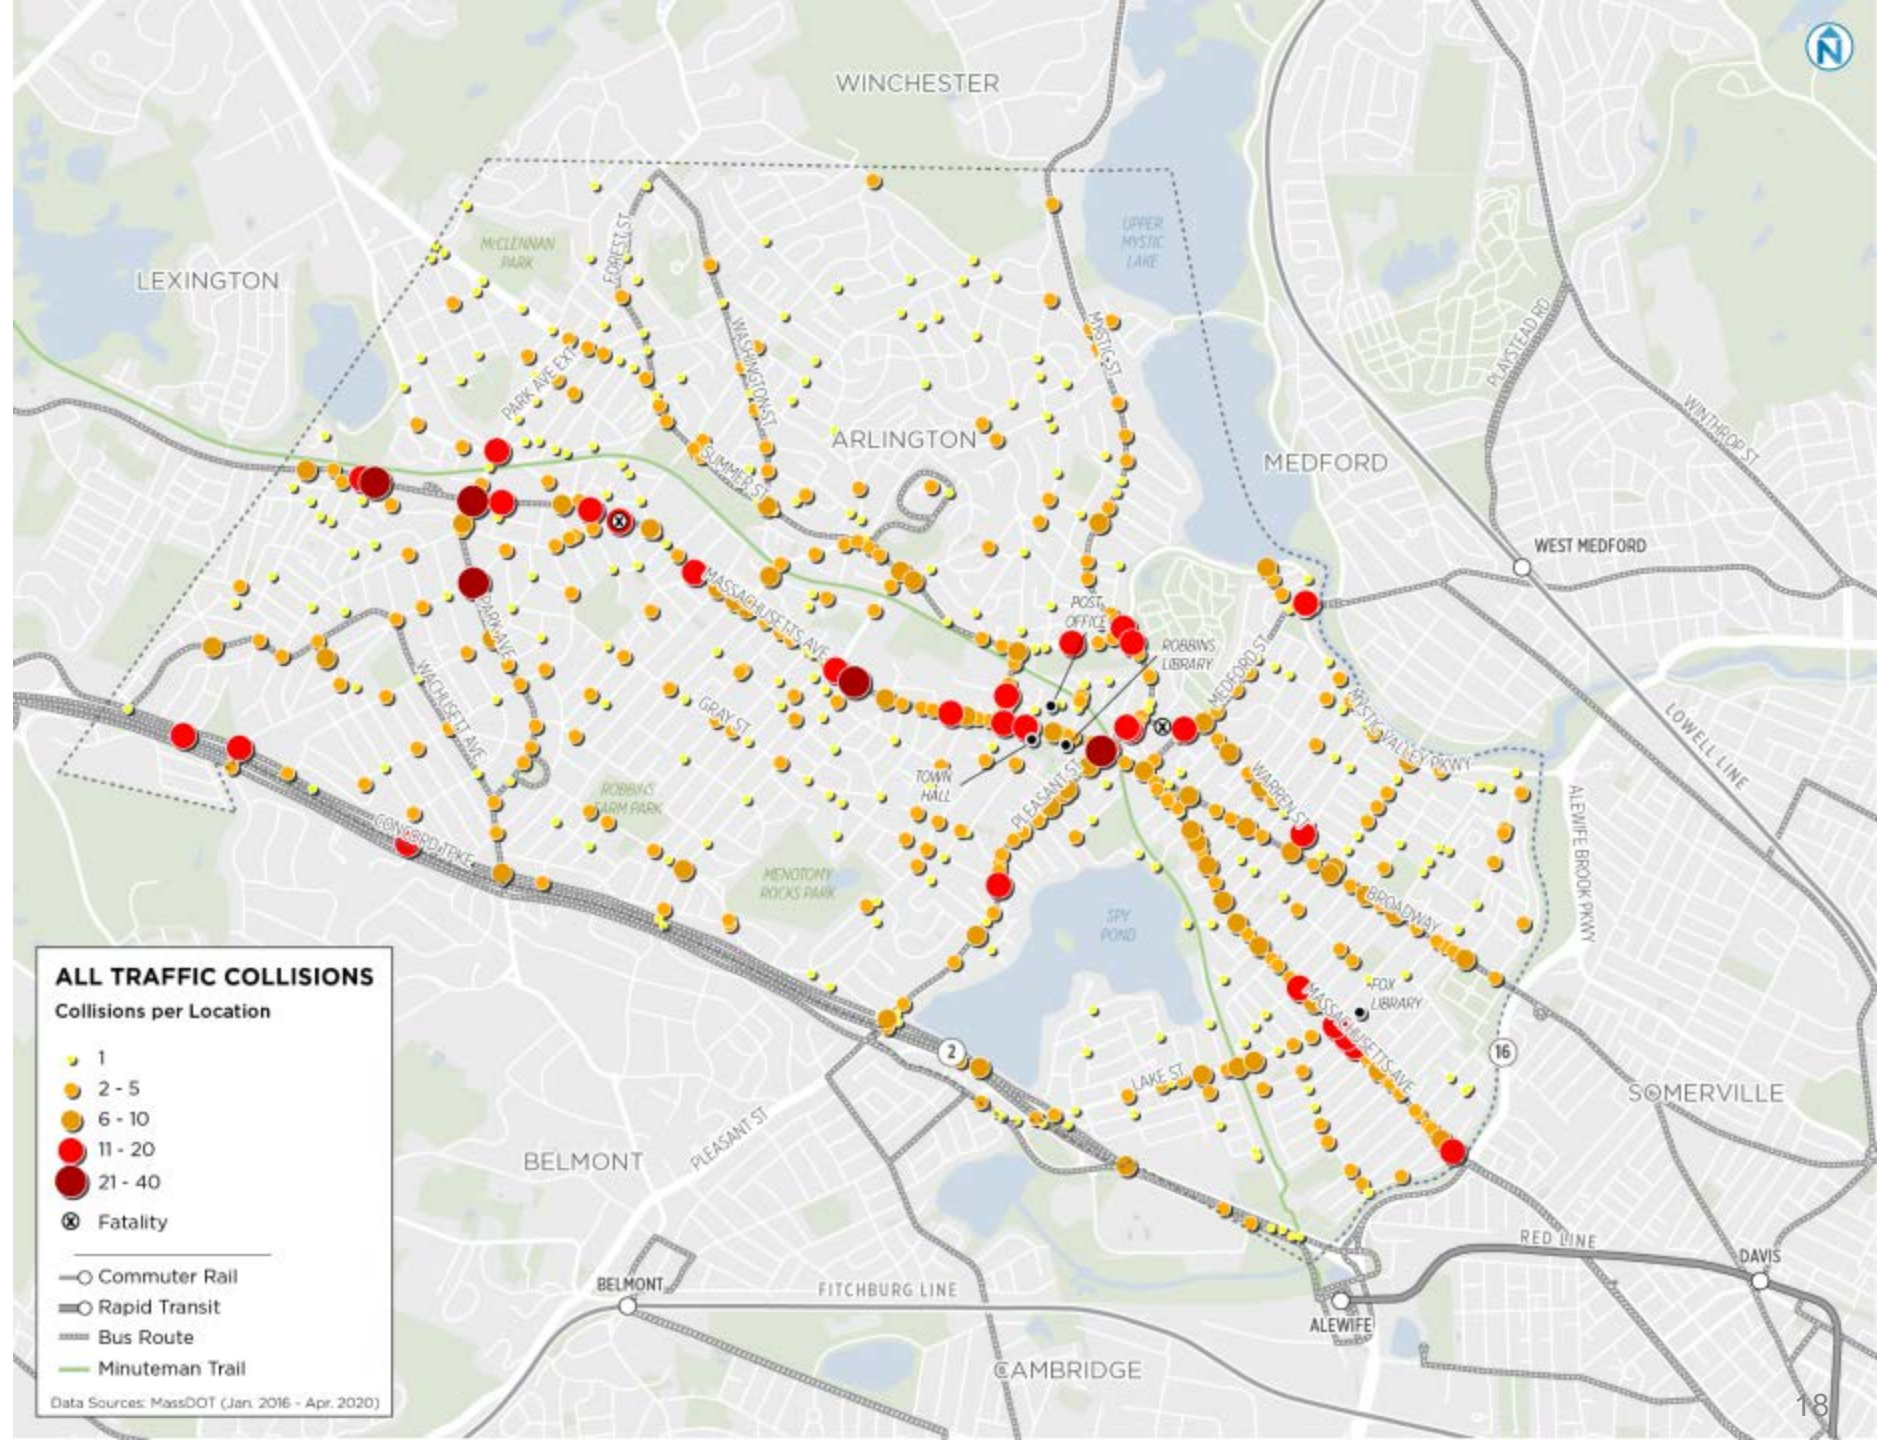 N
WINCHESTER
UPPER
MYSTIC
LAKE
McCLENNAN
PARK
FOREST ST
LEXINGTON
PLAYSTEAD RD
WASHINGTON ST
MYSTIC ST
PARK AVE EXT
WINTHROP ST
ARLINGTON
MEDFORD
SUMMER ST
WEST MEDFORD
MASSACHUSETTS AVE
POST
OFFICE
PARK AVE
ROBBINS
LIBRARY
MEDFORD ST
WACHUSETT AVE
GRAY ST
MYSTIC VALLEY PKWY
LOWELL LINE
TOWN
HALL
PLEASANT ST
WARREN ST
ROBBINS
FARM PARK
ALEWIFE BROOK PKWY
CONCORD TPKE
MENOTOMY
ROCKS PARK
BROADWAY
SPY
POND
FOX
LIBRARY
MASSACHUSETTS AVE
2
16
LAKE ST
SOMERVILLE
PLEASANT ST
BELMONT
RED LINE
DAVIS
BELMONT
FITCHBURG LINE
ALEWIFE
CAMBRIDGE
ALL TRAFFIC COLLISIONS
Collisions per Location
1
2 - 5
6 - 10
11 - 20
21 - 40
Fatality
Commuter Rail
Rapid Transit
Bus Route
Minuteman Trail
Data Sources: MassDOT (Jan. 2016 - Apr. 2020)
18